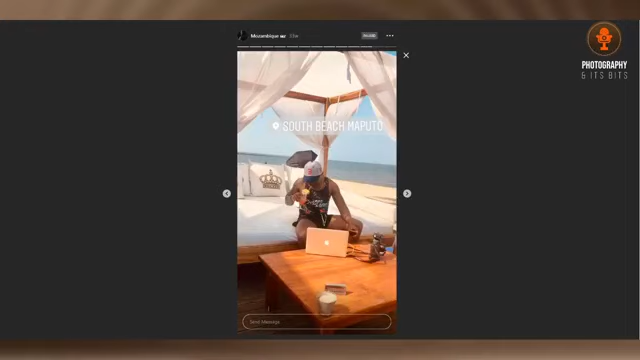 Mozambique
SOUTH BEACH MAPUTO
Send Message
PHOTOGRAPHY
& ITS BITS